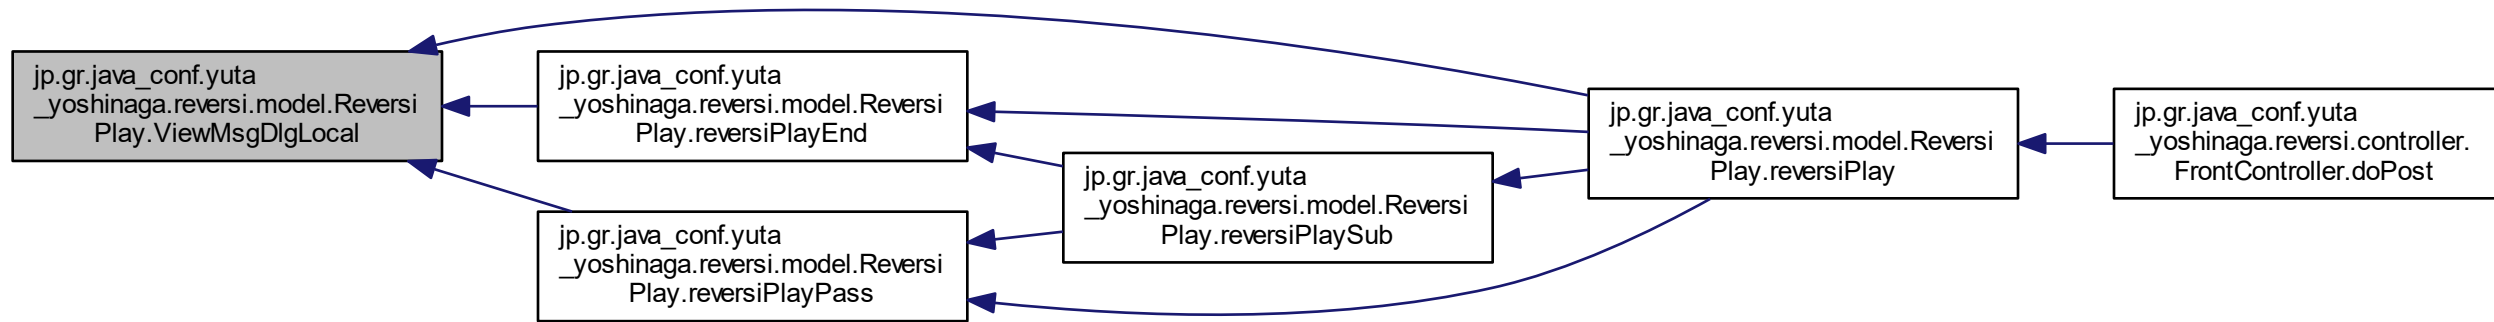 jp.gr.java_conf.yuta
_yoshinaga.reversi.model.Reversi
Play.ViewMsgDlgLocal
jp.gr.java_conf.yuta
_yoshinaga.reversi.model.Reversi
Play.reversiPlayEnd
jp.gr.java_conf.yuta
_yoshinaga.reversi.model.Reversi
Play.reversiPlayPass
jp.gr.java_conf.yuta
_yoshinaga.reversi.model.Reversi
Play.reversiPlaySub
jp.gr.java_conf.yuta
_yoshinaga.reversi.model.Reversi
Play.reversiPlay
jp.gr.java_conf.yuta
_yoshinaga.reversi.controller.
FrontController.doPost